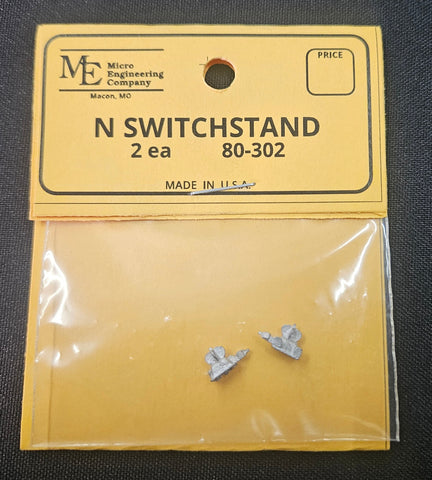 ME Micro
Engineering
Company
Macon, MO
PRICE
N SWITCHSTAND
2 ea 80-302
MADE IN U.S.A.